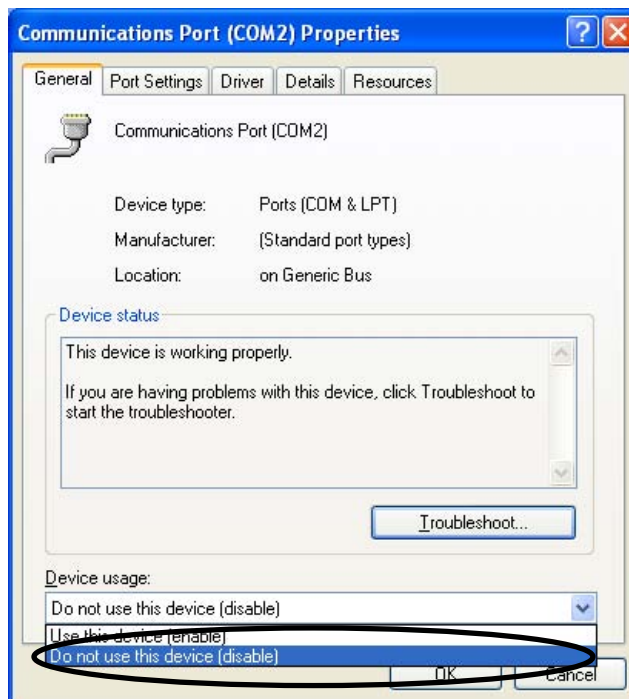 Communications Port (COM2) Properties
General Port Settings Driver Details Resources
Communications Port (COM2)
Device type: Ports (COM & LPT)
Manufacturer: (Standard port types)
Location: on Generic Bus
Device status
This device is working properly.
If you are having problems with this device, click Troubleshoot to
start the troubleshooter.
Troubleshoot...
Device usage:
Do not use this device (disable)
Use this device (enable)
Do not use this device (disable)
OK Cancel